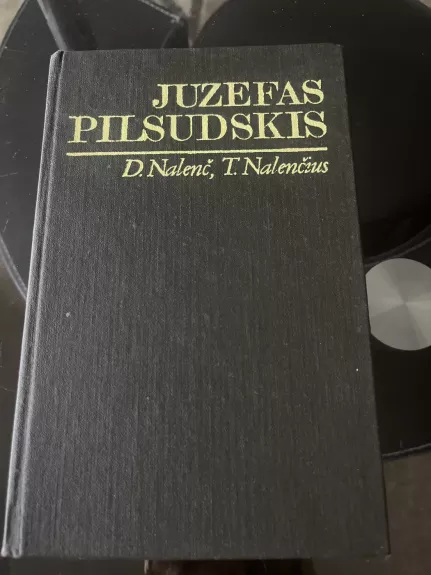 JUZEFAS
PILSUDSKIS
D. Nalenč, T. Nalenčius